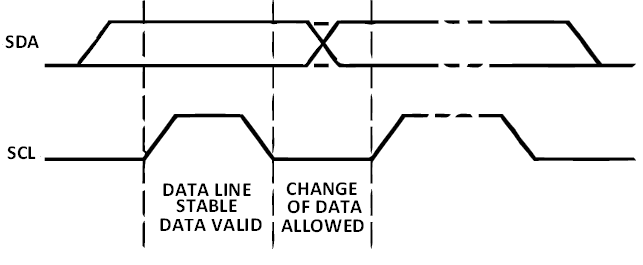 SDA
SCL
DATA LINE
STABLE
DATA VALID
CHANGE
OF DATA
ALLOWED